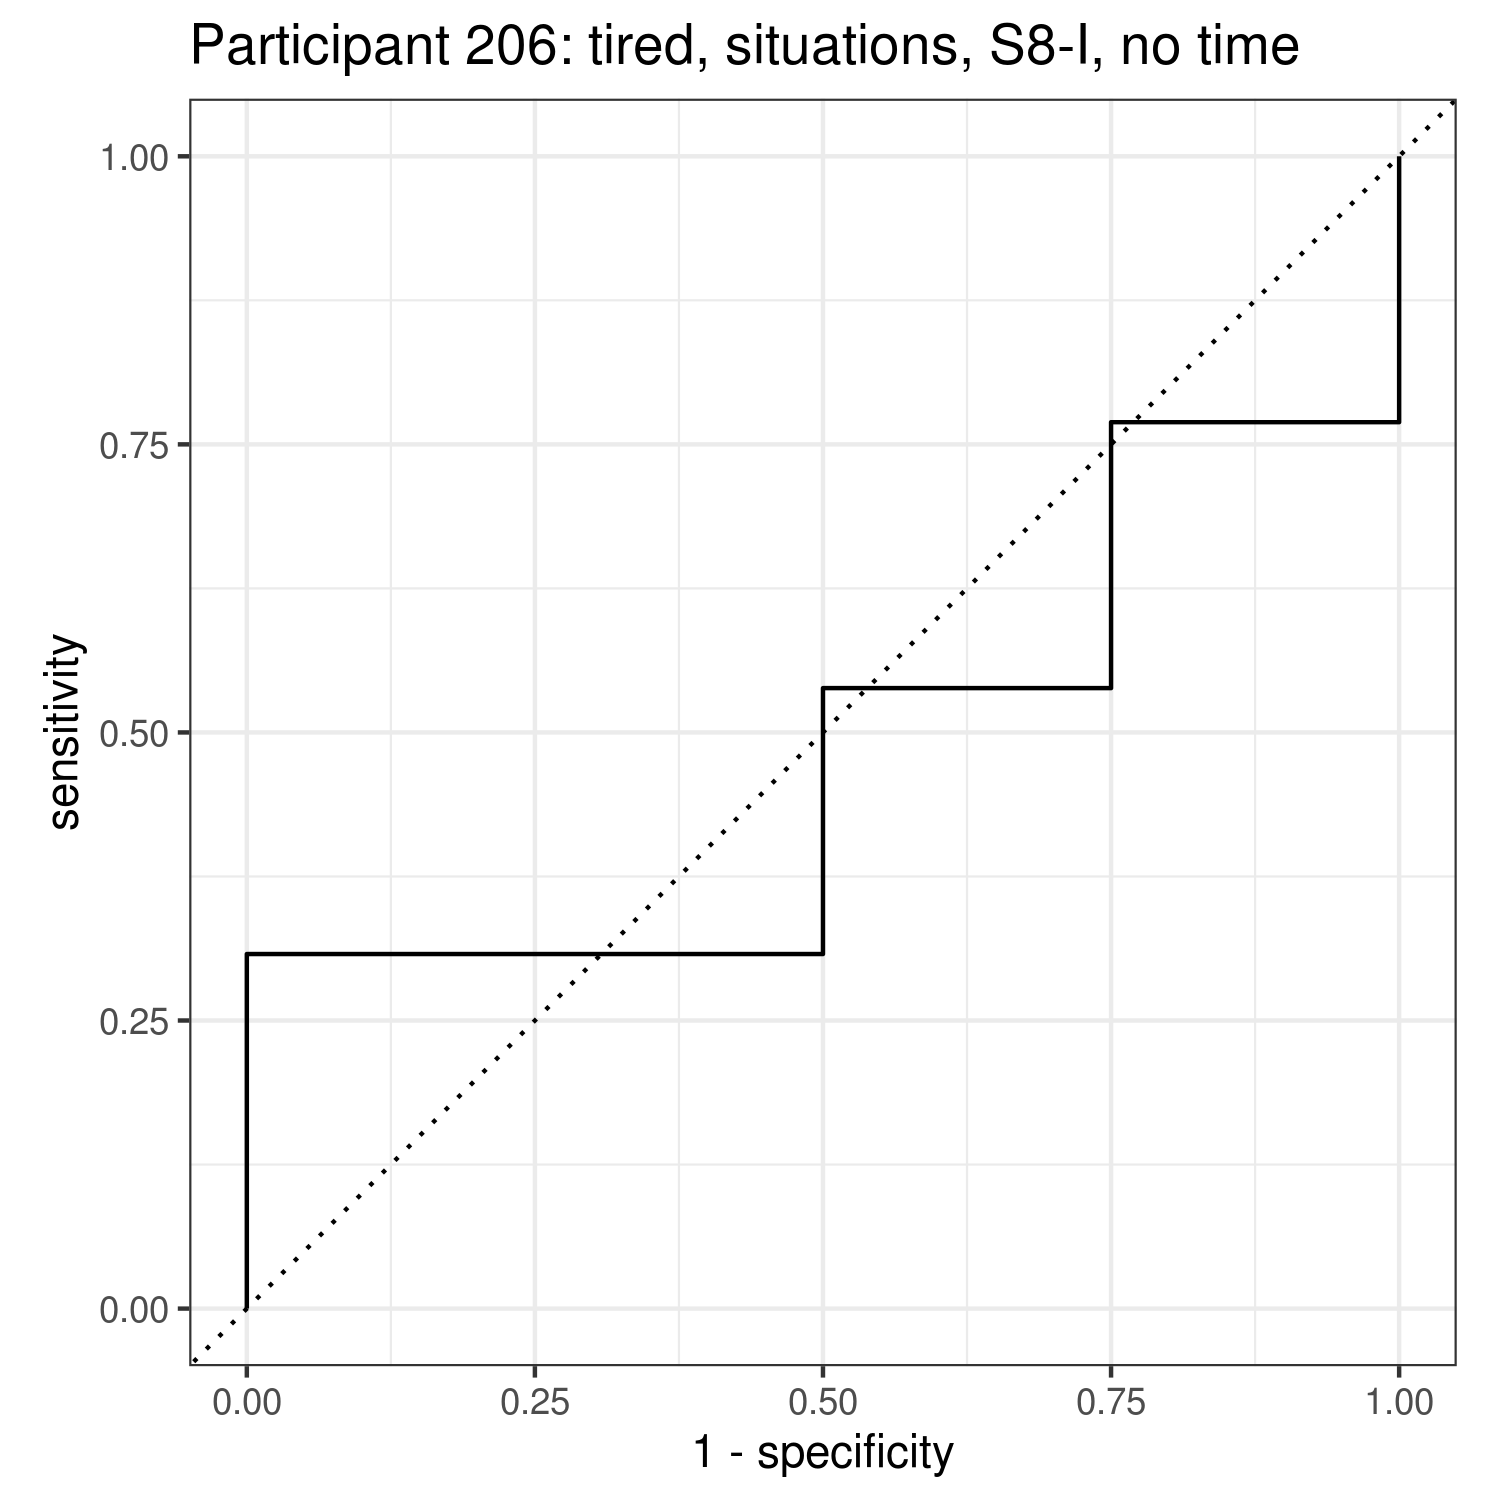 Participant 206: tired, situations, S8-I, no time
1.00
0.75
0.50
0.25
0.00
sensitivity
0.00 0.25 0.50 0.75 1.00
1 - specificity